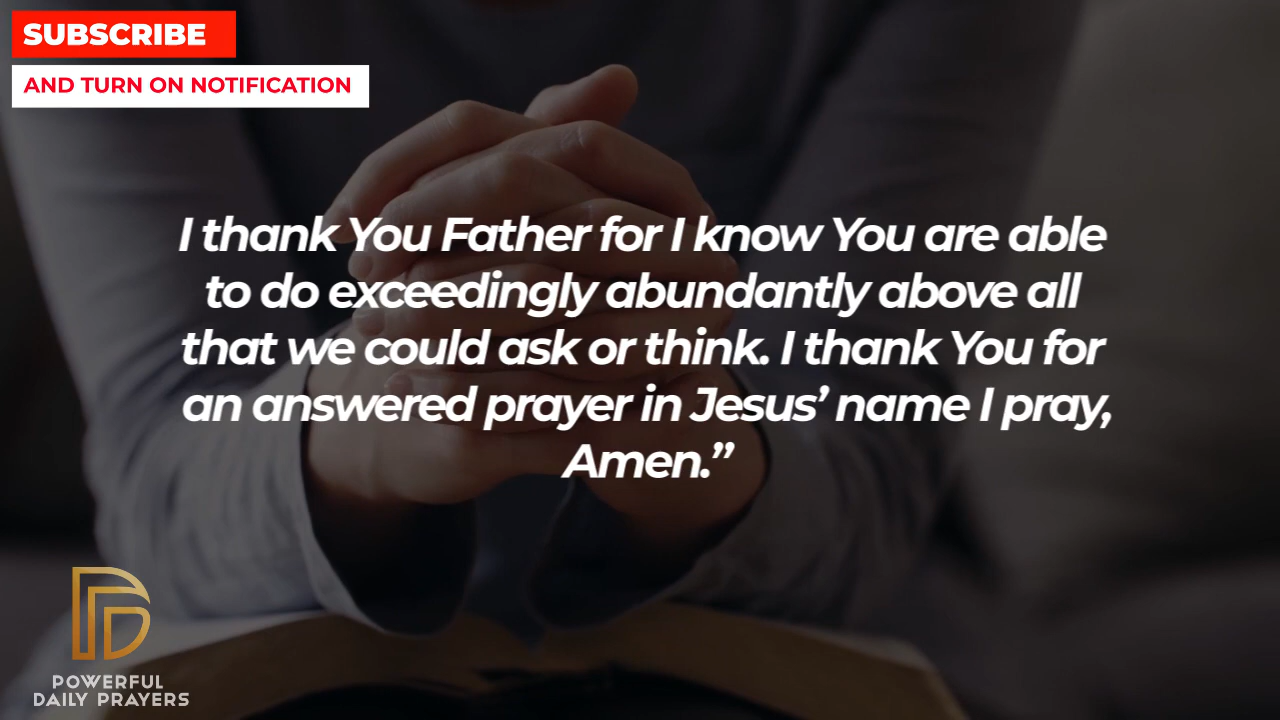 SUBSCRIBE
AND TURN ON NOTIFICATION
I thank You Father for I know You are able
to do exceedingly abundantly above all
that we could ask or think. I thank You for
an answered prayer in Jesus’ name I pray,
Amen.”
POWERFUL
DAILY PRAYERS